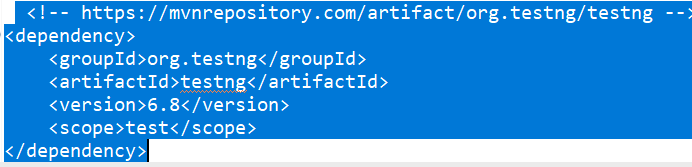 <!-- https://mvnrepository.com/artifact/org.testng/testng -->
<dependency>
    <groupId>org.testng</groupId>
    <artifactId>testng</artifactId>
    <version>6.8</version>
    <scope>test</scope>
</dependency>